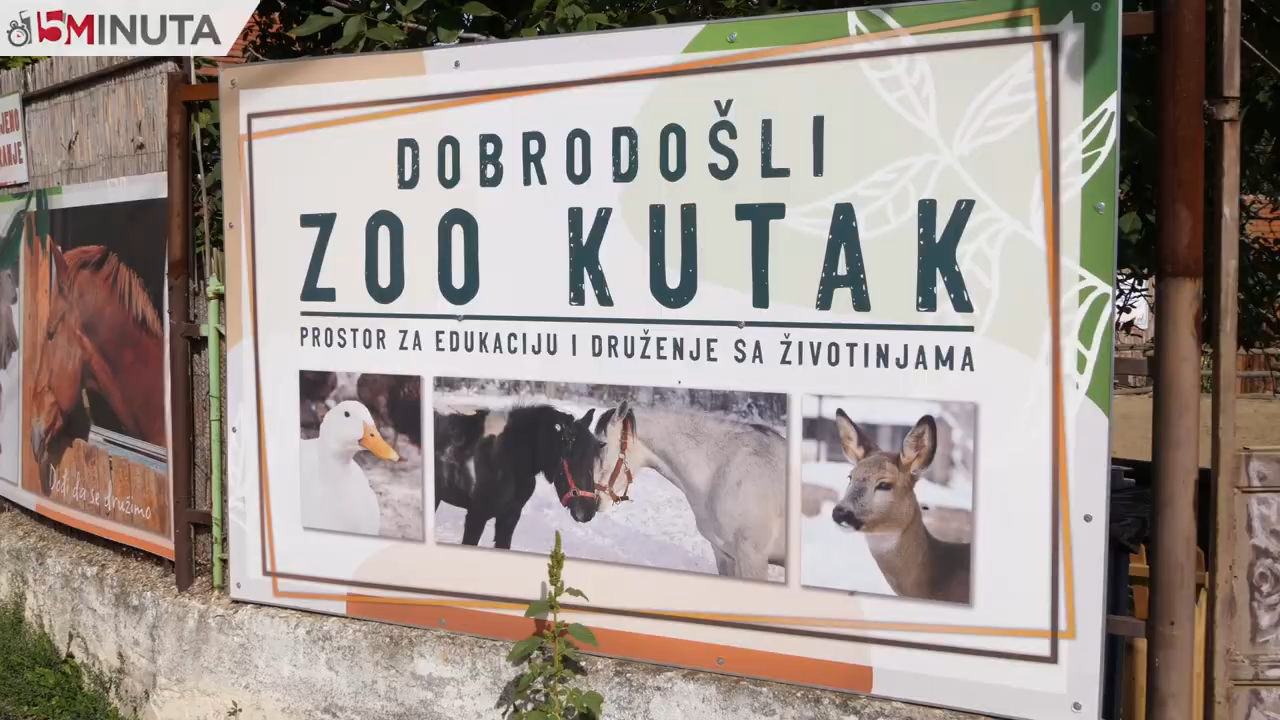 5MINUTA
DOBRODOŠLI
ZOO KUTAK
PROSTOR ZA EDUKACIJU I DRUŽENJE SA ŽIVOTINJAMA
Dođi da se družimo